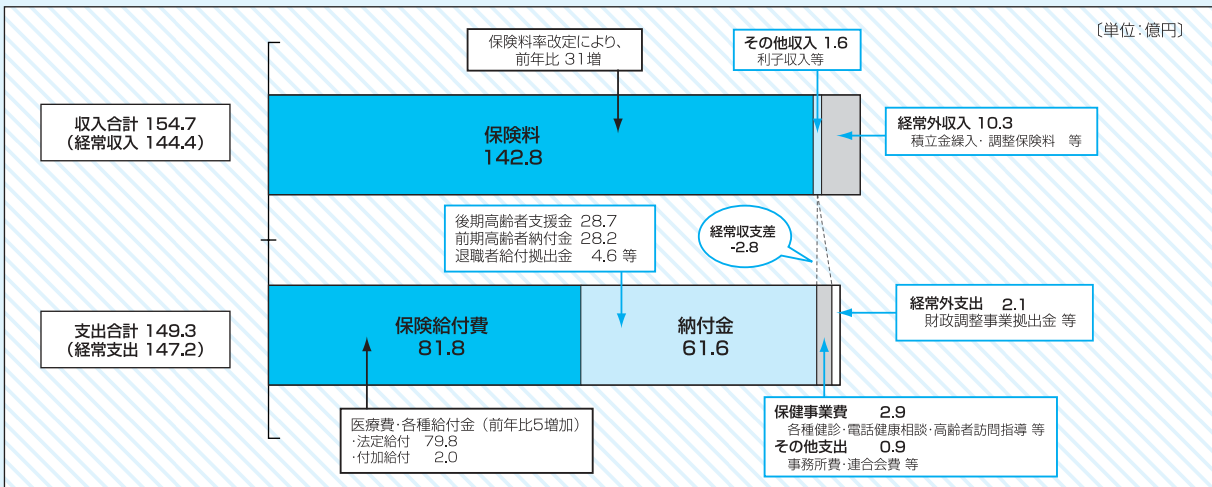 〔単位:億円〕
保険料率改定により、
前年比 31増
その他収入 1.6
利子収入等
収入合計 154.7
(経常収入 144.4)
保険料
142.8
経常外収入 10.3
積立金繰入・調整保険料 等
後期高齢者支援金 28.7
前期高齢者納付金 28.2
退職者給付拠出金 4.6 等
経常収支差
-2.8
支出合計 149.3
(経常支出 147.2)
保険給付費
81.8
納付金
61.6
経常外支出 2.1
財政調整事業拠出金 等
医療費・各種給付金(前年比5増加)
・法定給付 79.8
・付加給付 2.0
保健事業費 2.9
各種健診・電話健康相談・高齢者訪問指導 等
その他支出 0.9
事務所費・連合会費 等